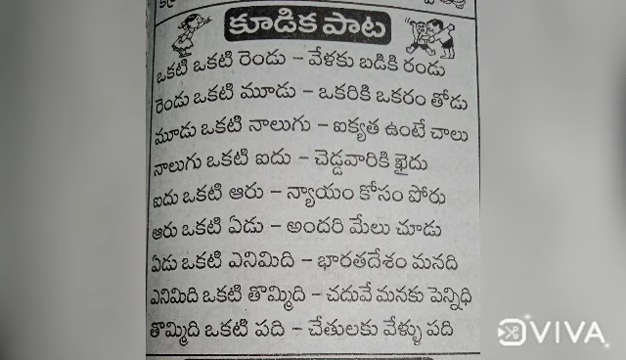 కూడిక పాట
ఒకటి ఒకటి రెండు – వేళకు బడికి రండు
రెండు ఒకటి మూడు – ఒకరికి ఒకరం తోడు
మూడు ఒకటి నాలుగు – ఐక్యత ఉంటే చాలు
నాలుగు ఒకటి ఐదు – చెడ్డవారికి ఖైదు
ఐదు ఒకటి ఆరు – న్యాయం కోసం పోరు
ఆరు ఒకటి ఏడు – అందరి మేలు చూడు
ఏడు ఒకటి ఎనిమిది – భారతదేశం మనది
ఎనిమిది ఒకటి తొమ్మిది – చదువే మనకు పెన్నిధి
తొమ్మిది ఒకటి పది – చేతులకు వేళ్ళు పది
VIVA